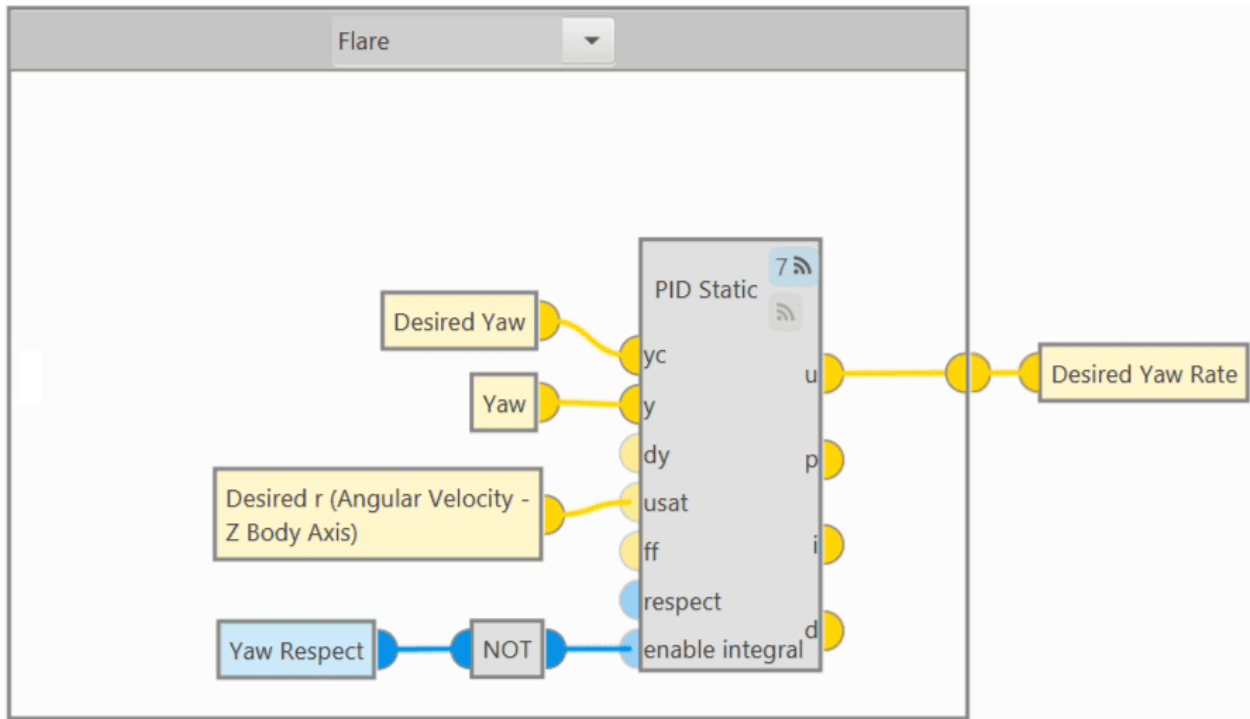 Flare
7
PID Static
Desired Yaw
yc
u
Desired Yaw Rate
Yaw
y
dy
p
Desired r (Angular Velocity -
Z Body Axis)
usat
ff
i
respect
d
Yaw Respect
NOT
enable integral